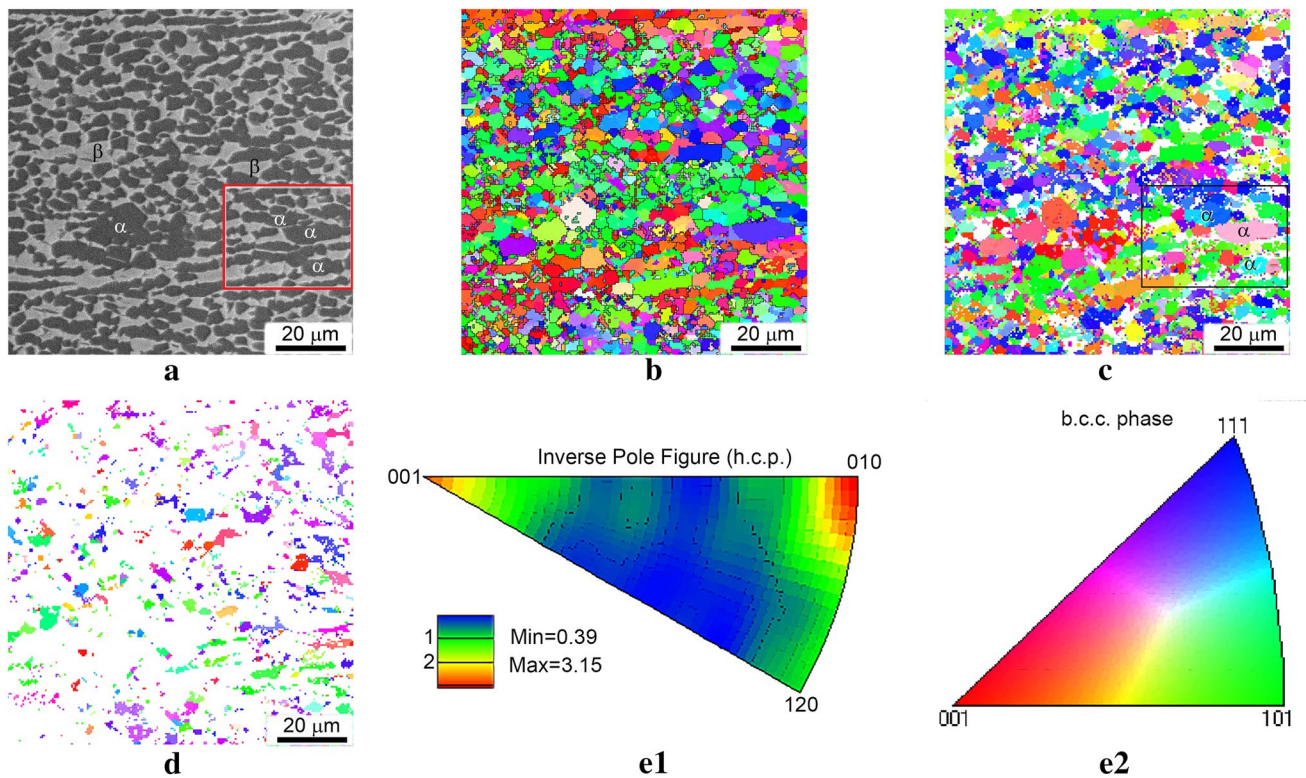 β
β
α
α
α
α
20 μm
a
20 μm
b
α
α
α
20 μm
c
20 μm
d
Inverse Pole Figure (h.c.p.)
001
010
1
2
Min=0.39
Max=3.15
120
e1
b.c.c. phase
111
001
101
e2